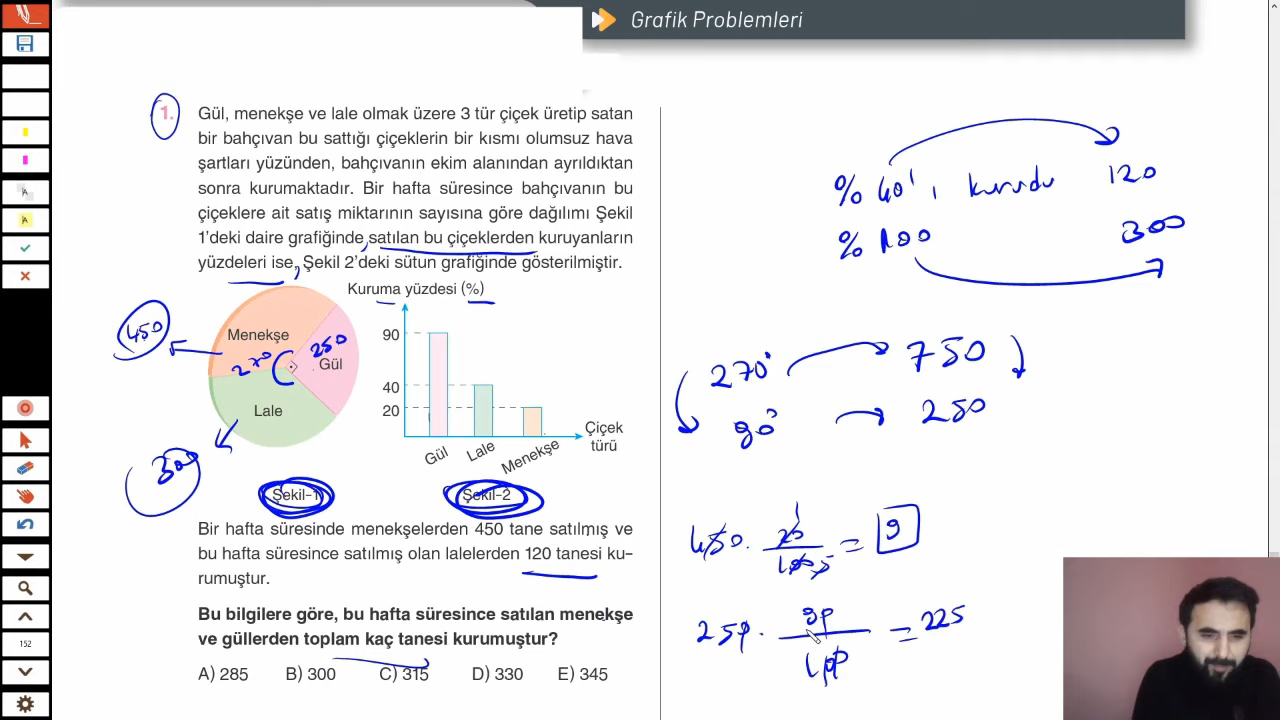 Grafik Problemleri
1. Gül, menekşe ve lale olmak üzere 3 tür çiçek üretip satan
bir bahçıvan bu sattığı çiçeklerin bir kısmı olumsuz hava
şartları yüzünden, bahçıvanın ekim alanından ayrıldıktan
sonra kurumaktadır. Bir hafta süresince bahçıvanın bu
çiçeklere ait satış miktarının sayısına göre dağılımı Şekil
1'deki daire grafiğinde satılan bu çiçeklerden kuruyanların
yüzdeleri ise, Şekil 2'deki sütun grafiğinde gösterilmiştir.
450
Menekşe
270
250
Gül
Lale
300
Şekil-1
Kuruma yüzdesi (%)
90
40
20
Gül
Lale
Menekşe
Çiçek
türü
Şekil-2
Bir hafta süresinde menekşelerden 450 tane satılmış ve
bu hafta süresince satılmış olan lalelerden 120 tanesi ku-
rumuştur.
Bu bilgilere göre, bu hafta süresince satılan menekşe
ve güllerden toplam kaç tanesi kurumuştur?
A) 285 B) 300 C) 315 D) 330 E) 345
% 40'ı kurudu 120
% 100 300
270° 750
90° 250
450 . 20/100 = 9
250 . 90/100 = 225
152